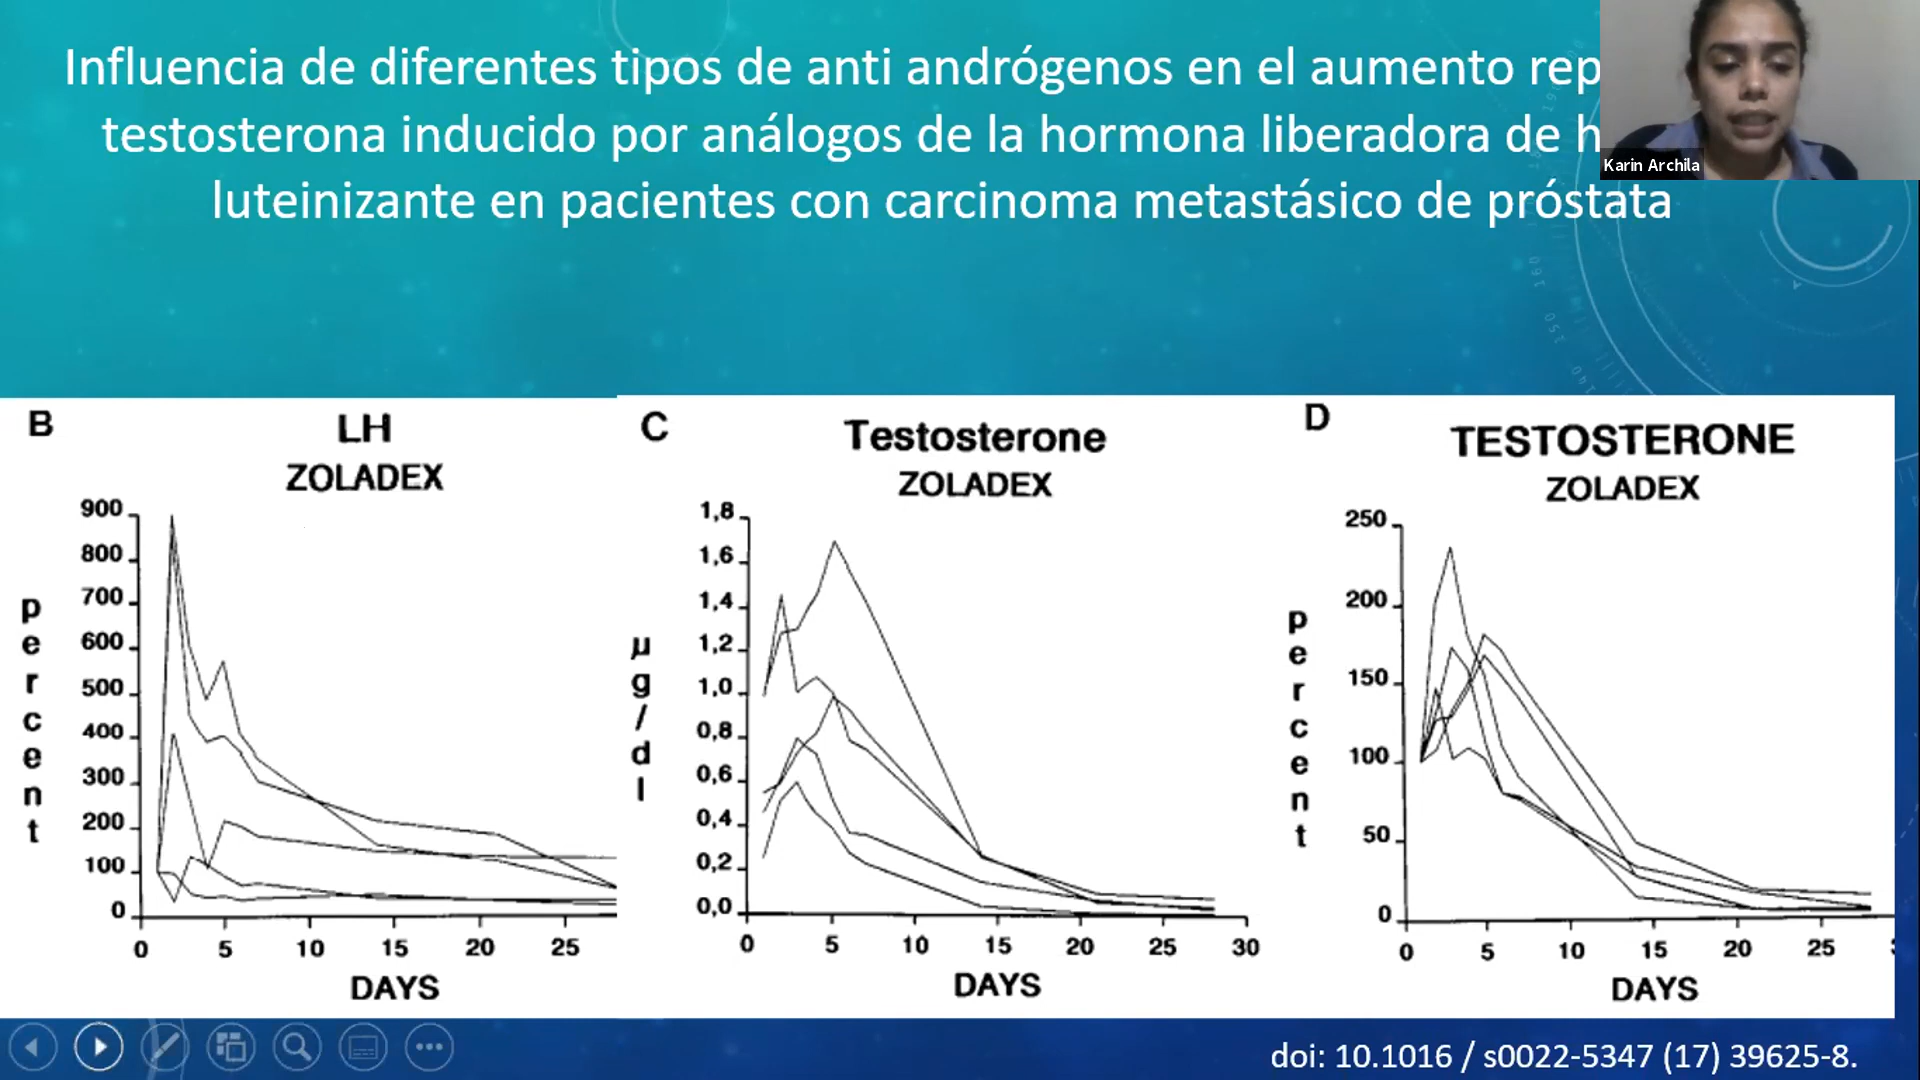 Influencia de diferentes tipos de anti andrógenos en el aumento
testosterona inducido por análogos de la hormona liberadora de
luteinizante en pacientes con carcinoma metastásico de próstata
Karin Archila
B
LH
ZOLADEX
percent
900
800
700
600
500
400
300
200
100
0
0 5 10 15 20 25
DAYS
C
Testosterone
ZOLADEX
µg/dl
1,8
1,6
1,4
1,2
1,0
0,8
0,6
0,4
0,2
0,0
0 5 10 15 20 25 30
DAYS
D
TESTOSTERONE
ZOLADEX
percent
250
200
150
100
50
0
0 5 10 15 20 25
DAYS
doi: 10.1016 / s0022-5347 (17) 39625-8.